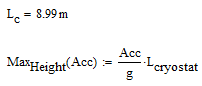 L_c = 8.99 m
Max_Height(Acc) := Acc/g · L_cryostat